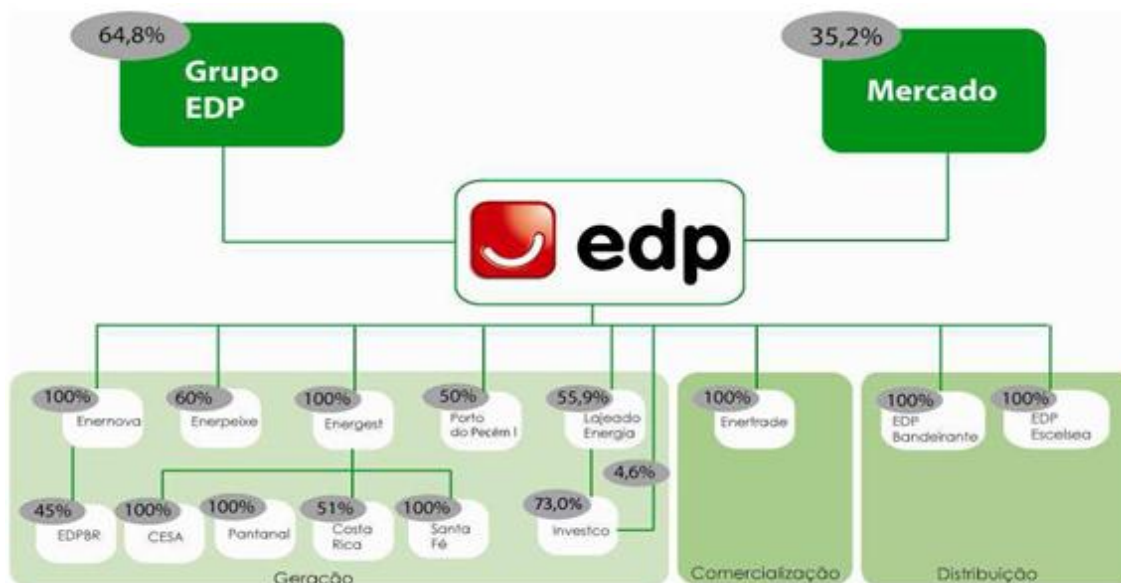 64,8%
Grupo
EDP
35,2%
Mercado
edp
100%
Enernova
60%
Enerpeixe
100%
Energest
50%
Porto
do Pecém I
55,9%
Lajeado
Energia
4,6%
100%
Enertrade
100%
EDP
Bandeirante
100%
EDP
Escelsea
45%
EDPBR
100%
CESA
100%
Pantanal
51%
Costa
Rica
100%
Santa
Fé
73,0%
Investco
Geração
Comercialização
Distribuição